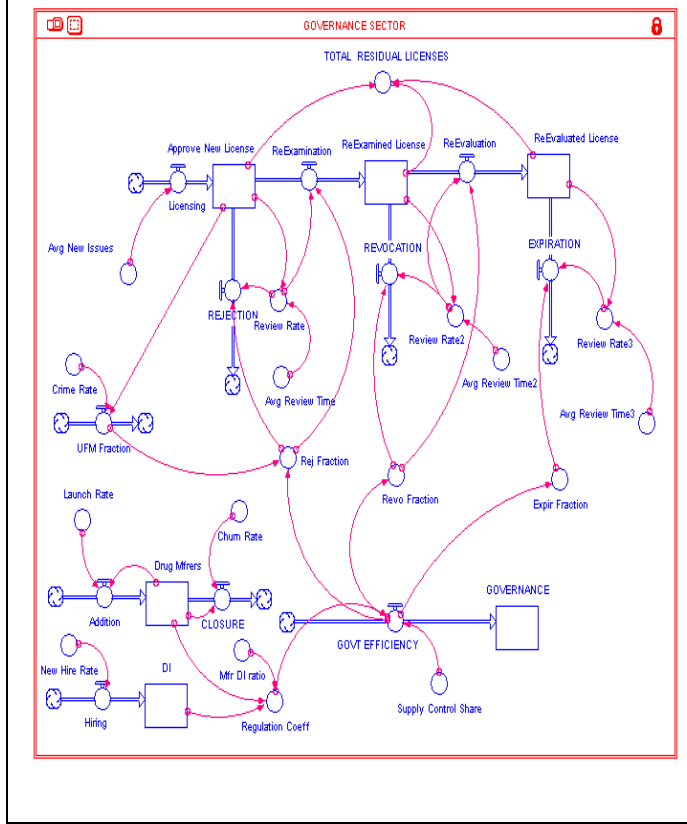 GOVERNANCE SECTOR
TOTAL RESIDUAL LICENSES
Approve New License
ReExamination
ReExamined License
ReEvaluation
ReEvaluated License
Licensing
Avg New Issues
REVOCATION
EXPIRATION
REJECTION
Review Rate
Review Rate2
Review Rate3
Crime Rate
Avg Review Time
Avg Review Time2
Avg Review Time3
UFM Fraction
Rej Fraction
Revo Fraction
Expir Fraction
Launch Rate
Churn Rate
Drug Mfrers
GOVERNANCE
Addition
CLOSURE
GOVT EFFICIENCY
New Hire Rate
DI
Mfr DI ratio
Supply Control Share
Hiring
Regulation Coeff